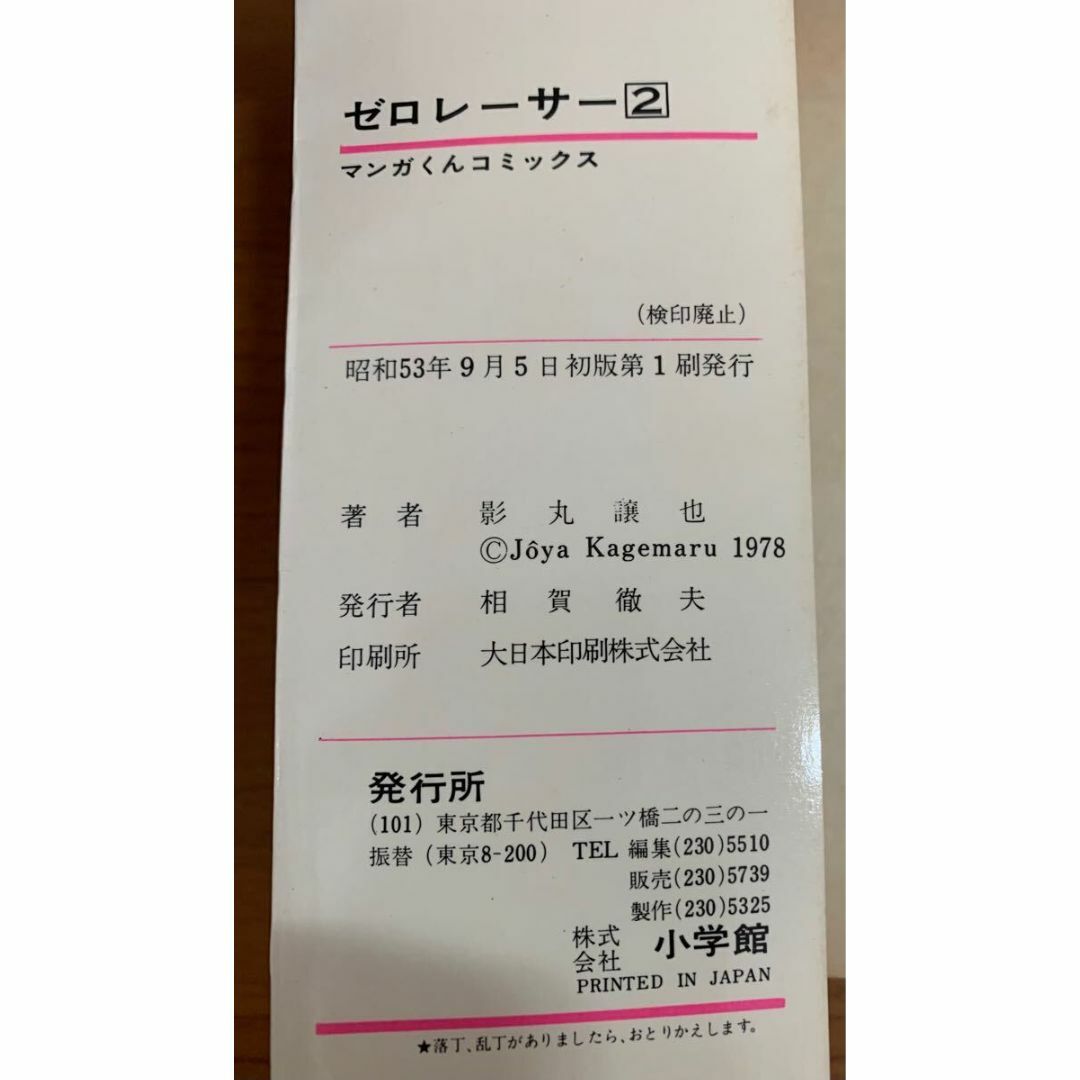 ゼロレーサー2
マンガくんコミックス
(検印廃止)
昭和53年9月5日初版第1刷発行
著者 影丸譲也
©Jôya Kagemaru 1978
発行者 相賀徹夫
印刷所 大日本印刷株式会社
発行所
(101) 東京都千代田区一ツ橋二の三の一
振替(東京8-200) TEL 編集(230)5510
販売(230)5739
製作(230)5325
株式会社 小学館
PRINTED IN JAPAN
★落丁、乱丁がありましたら、おとりかえします。